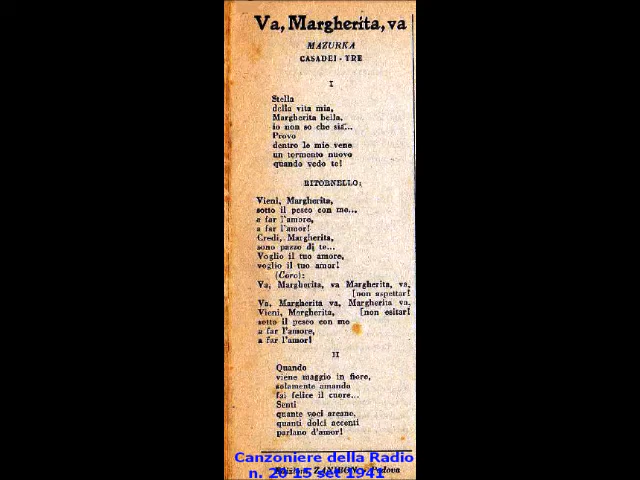 Va, Margherita, va
MAZURKA
CASADEI - TRE
I
Stella
della vita mia,
Margherita bella,
io non so che sia...
Provo
dentro le mie vene
un tormento nuovo
quando vedo te!
RITORNELLO:
Vieni, Margherita,
sotto il pesco con me...
a far l'amore,
a far l'amor!
Credi, Margherita,
sono pazzo di te...
Voglio il tuo amore,
voglio il tuo amor!
(Coro):
Va, Margherita, va Margherita, va,
[non aspettar!
Va, Margherita va, Margherita va,
Vieni, Margherita, [non esitar!
sotto il pesco con me
a far l'amore,
a far l'amor!
II
Quando
viene maggio in fiore,
solamente amando
fai felice il cuore...
Senti
quante voci arcane,
quanti dolci accenti
parlano d'amor!
Canzoniere della Radio
Edizioni ZANIBON - Padova
n. 20 15 set 1941